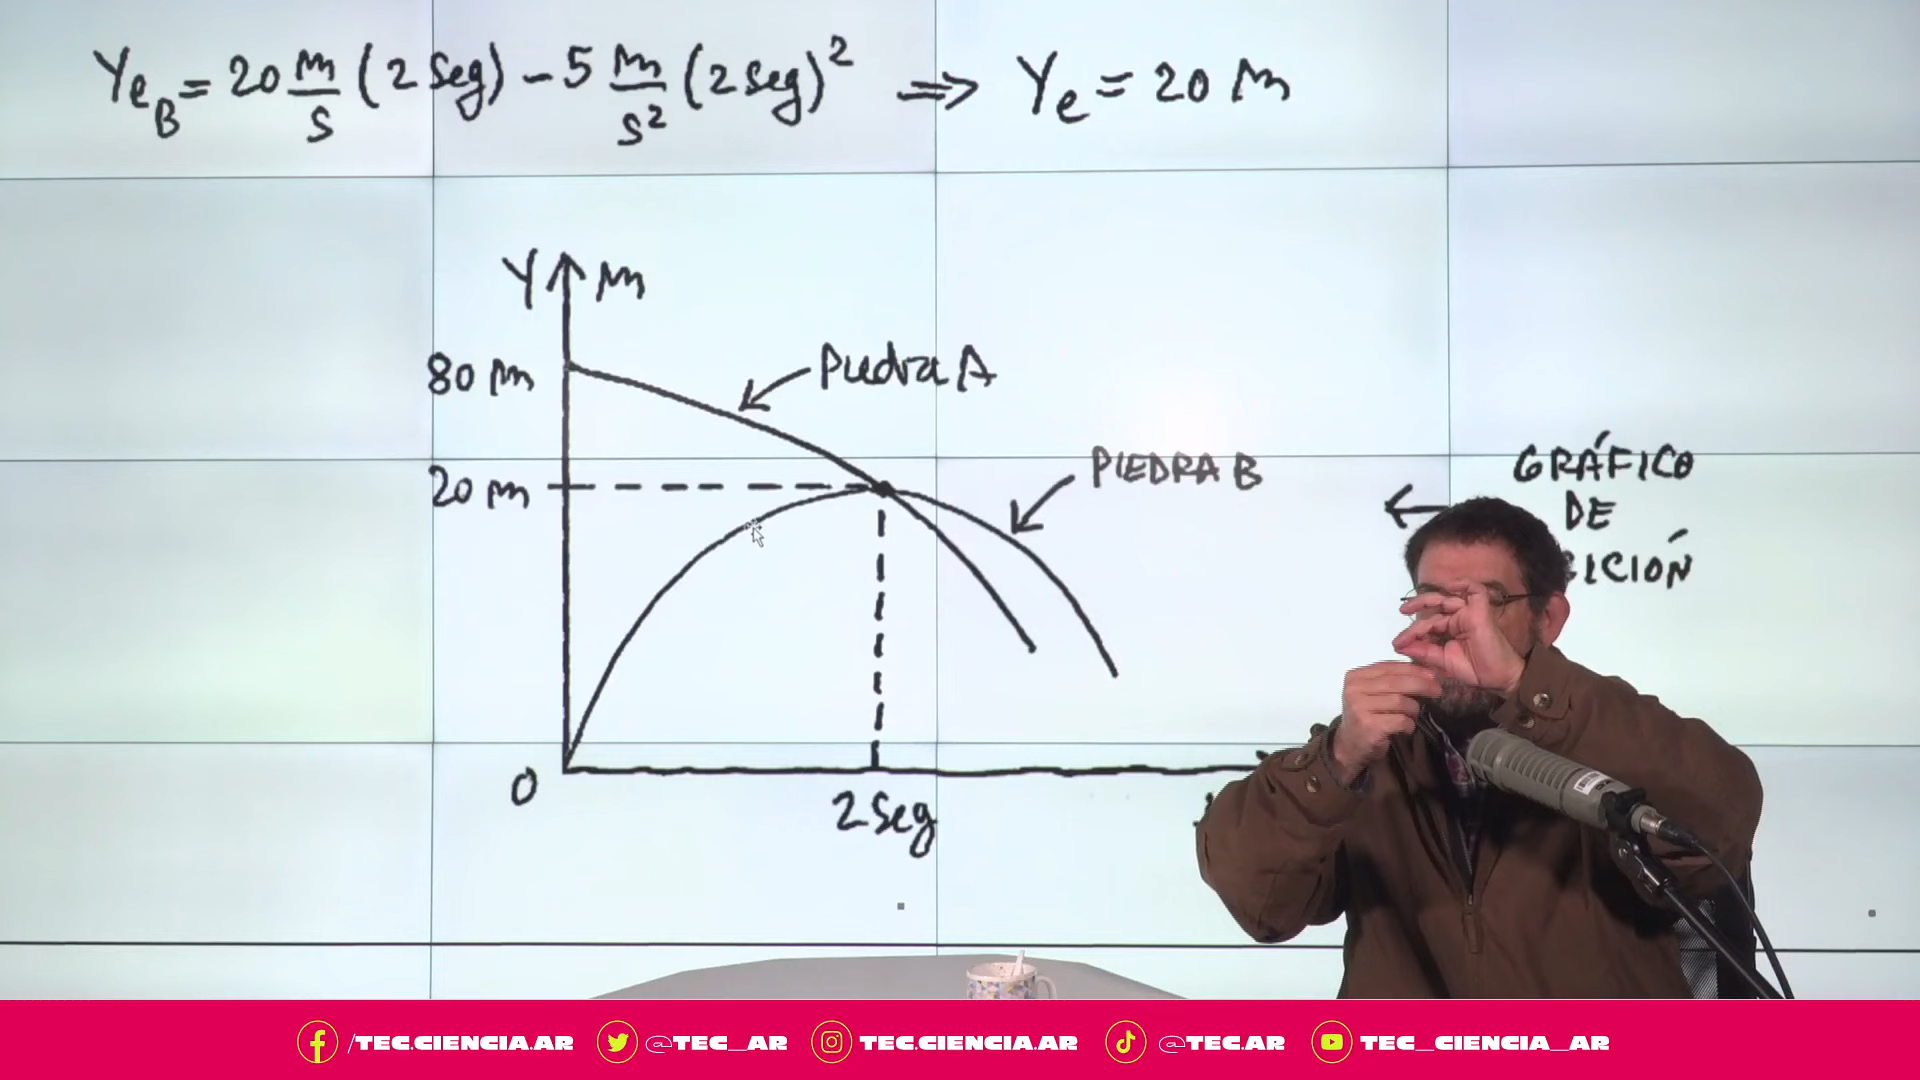 Ye_B = 20 m/s (2 Seg) - 5 m/s² (2 Seg)² ⇒ Ye = 20 m
Y m
80 m
Piedra A
20 m
PIEDRA B
GRÁFICO
DE
0
2 Seg
/TEC.CIENCIA.AR @TEC_AR TEC.CIENCIA.AR @TEC.AR TEC_CIENCIA_AR